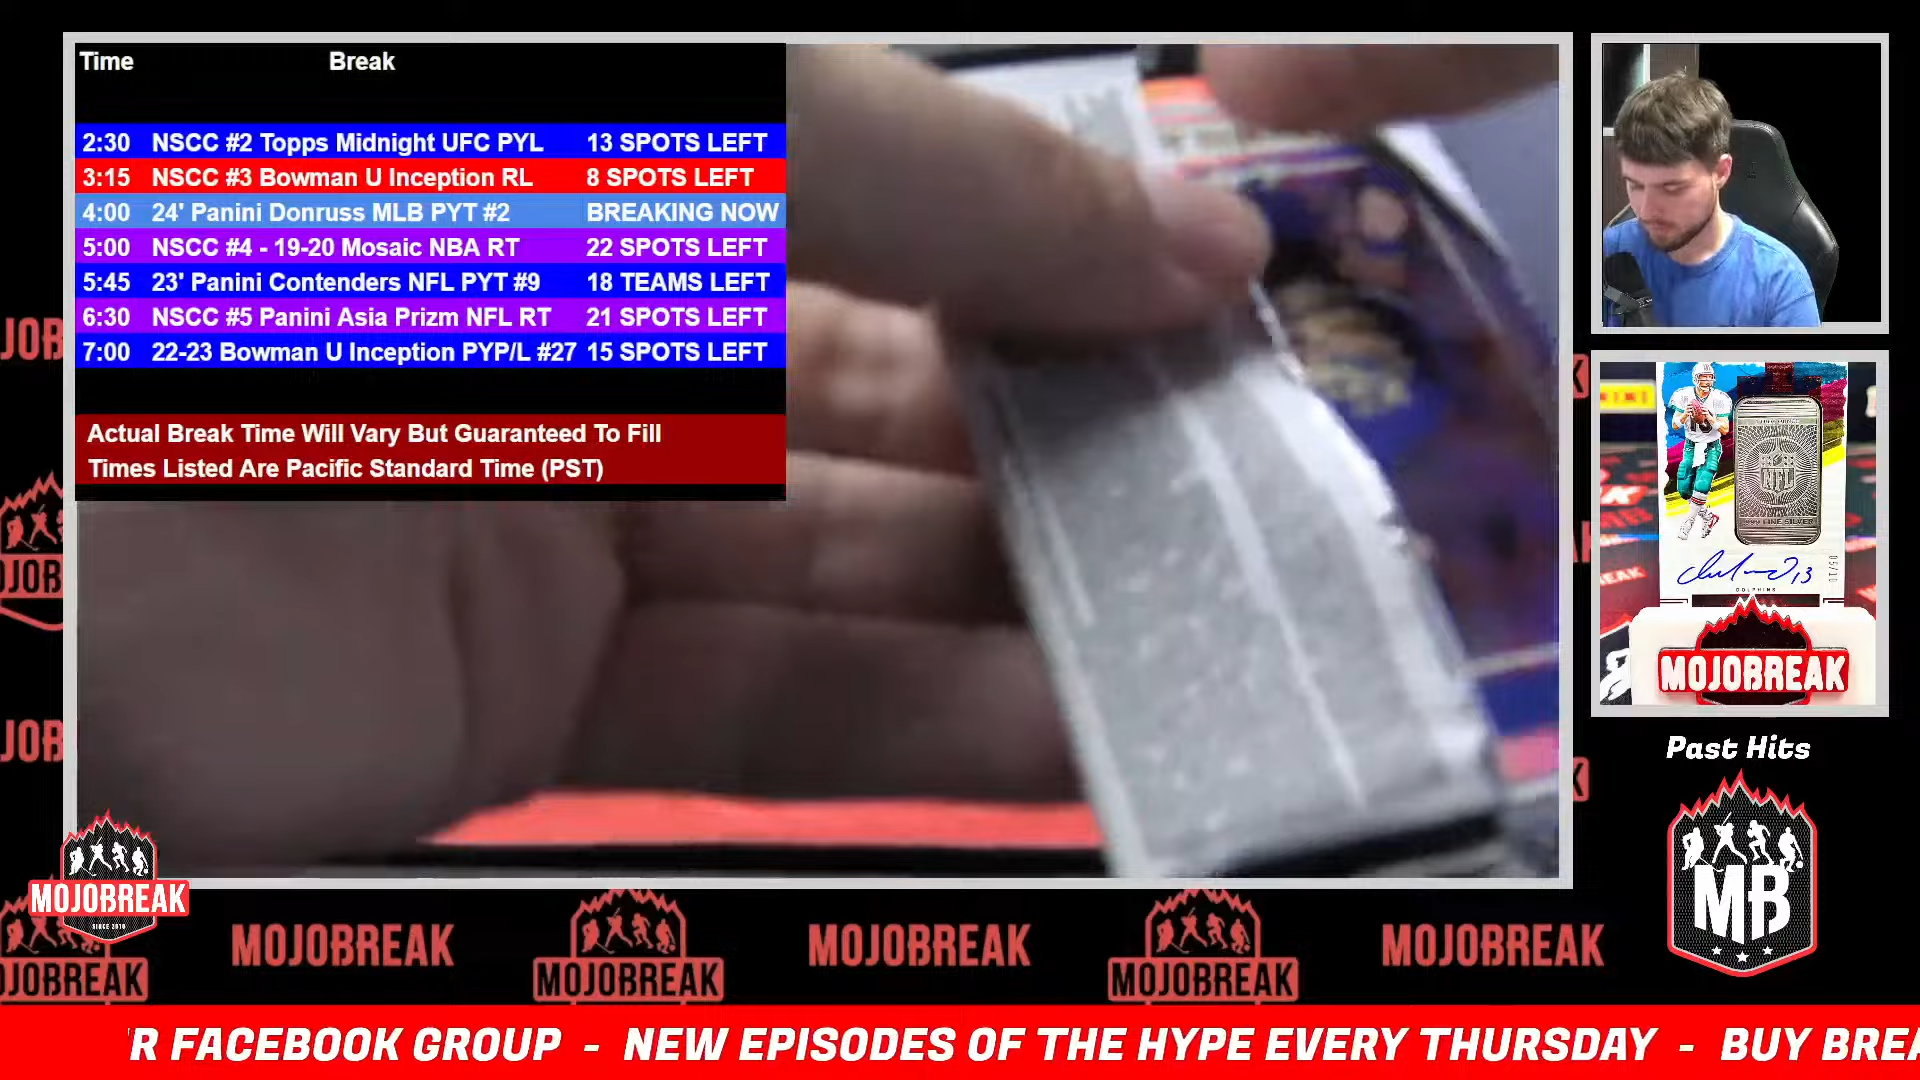 Time Break
2:30 NSCC #2 Topps Midnight UFC PYL 13 SPOTS LEFT
3:15 NSCC #3 Bowman U Inception RL 8 SPOTS LEFT
4:00 24' Panini Donruss MLB PYT #2 BREAKING NOW
5:00 NSCC #4 - 19-20 Mosaic NBA RT 22 SPOTS LEFT
5:45 23' Panini Contenders NFL PYT #9 18 TEAMS LEFT
6:30 NSCC #5 Panini Asia Prizm NFL RT 21 SPOTS LEFT
7:00 22-23 Bowman U Inception PYP/L #27 15 SPOTS LEFT
Actual Break Time Will Vary But Guaranteed To Fill
Times Listed Are Pacific Standard Time (PST)
NFL
DOLPHINS
MOJOBREAK
Past Hits
MB
MOJOBREAK
SINCE 2010
MOJOBREAK
MOJOBREAK
MOJOBREAK
MOJOBREAK
MOJOBREAK
'R FACEBOOK GROUP - NEW EPISODES OF THE HYPE EVERY THURSDAY - BUY BREA